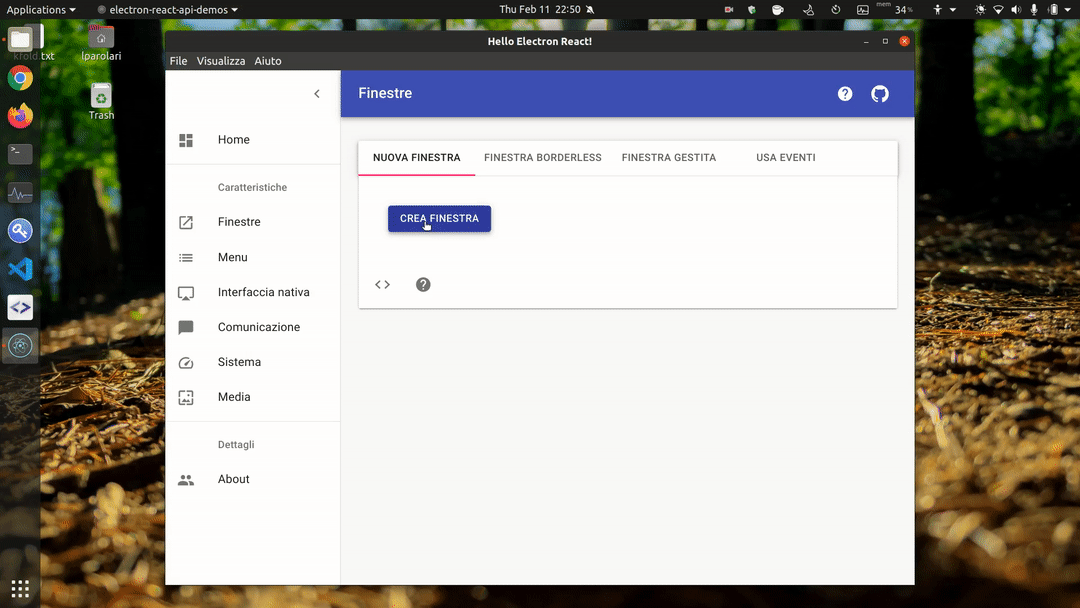 Applications
electron-react-api-demos
Thu Feb 11 22:50
mem
34%
kfold.txt
lparolari
Trash
Hello Electron React!
File Visualizza Aiuto
Finestre
Home
Caratteristiche
Finestre
Menu
Interfaccia nativa
Comunicazione
Sistema
Media
Dettagli
About
NUOVA FINESTRA
FINESTRA BORDERLESS
FINESTRA GESTITA
USA EVENTI
CREA FINESTRA